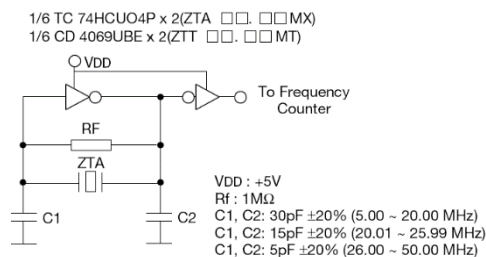 1/6 TC 74HCUO4P x 2(ZTA □□. □□MX)
1/6 CD 4069UBE x 2(ZTT □□. □□MT)
VDD
To Frequency
Counter
RF
ZTA
C1
C2
VDD : +5V
Rf : 1MΩ
C1, C2: 30pF ±20% (5.00 ~ 20.00 MHz)
C1, C2: 15pF ±20% (20.01 ~ 25.99 MHz)
C1, C2: 5pF ±20% (26.00 ~ 50.00 MHz)